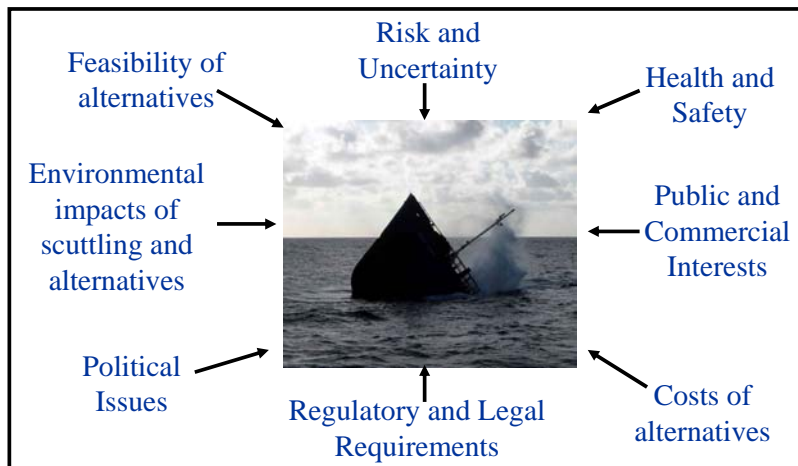 Risk and
Uncertainty
Feasibility of
alternatives
Health and
Safety
Environmental
impacts of
scuttling and
alternatives
Public and
Commercial
Interests
Political
Issues
Regulatory and Legal
Requirements
Costs of
alternatives